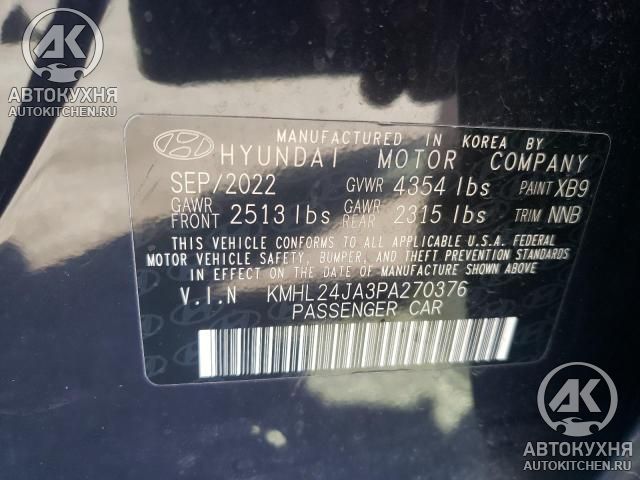 АК
АВТОКУХНЯ
AUTOKITCHEN.RU
MANUFACTURED IN KOREA BY
HYUNDAI MOTOR COMPANY
SEP/2022 GVWR 4354 lbs PAINT XB9
GAWR FRONT 2513 lbs GAWR REAR 2315 lbs TRIM NNB
THIS VEHICLE CONFORMS TO ALL APPLICABLE U.S.A. FEDERAL
MOTOR VEHICLE SAFETY, BUMPER, AND THEFT PREVENTION STANDARDS
IN EFFECT ON THE DATE OF MANUFACTURE SHOWN ABOVE
V.I.N KMHL24JA3PA270376
PASSENGER CAR
АК
АВТОКУХНЯ
AUTOKITCHEN.RU